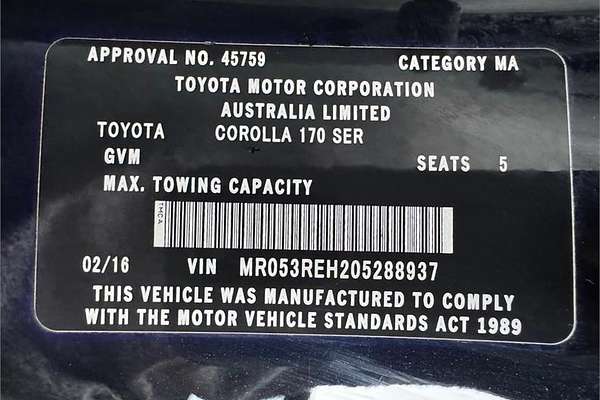 APPROVAL NO. 45759 CATEGORY MA
TOYOTA MOTOR CORPORATION
AUSTRALIA LIMITED
TOYOTA COROLLA 170 SER
GVM SEATS 5
MAX. TOWING CAPACITY
TMCA
02/16 VIN MR053REH205288937
THIS VEHICLE WAS MANUFACTURED TO COMPLY
WITH THE MOTOR VEHICLE STANDARDS ACT 1989